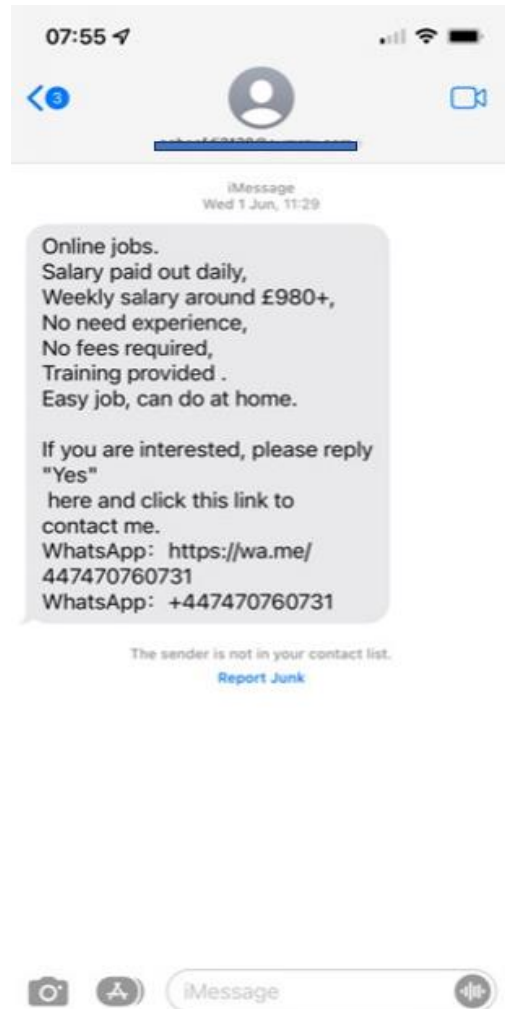 07:55
3
iMessage
Wed 1 Jun, 11:29
Online jobs.
Salary paid out daily,
Weekly salary around £980+,
No need experience,
No fees required,
Training provided .
Easy job, can do at home.
If you are interested, please reply
"Yes"
here and click this link to
contact me.
WhatsApp： https://wa.me/
447470760731
WhatsApp： +447470760731
The sender is not in your contact list.
Report Junk
iMessage